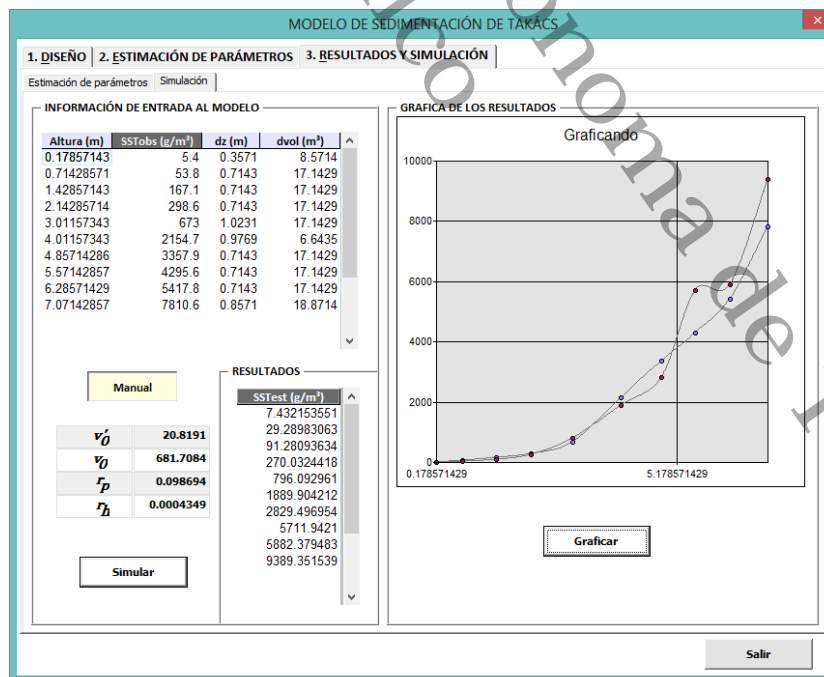 MODELO DE SEDIMENTACIÓN DE TAKÁCS
x
1. DISEÑO 2. ESTIMACIÓN DE PARÁMETROS 3. RESULTADOS Y SIMULACIÓN
Estimación de parámetros Simulación
INFORMACIÓN DE ENTRADA AL MODELO
Altura (m) SSTobs (g/m³) dz (m) dvol (m³)
0.17857143 5.4 0.3571 8.5714
0.71428571 53.8 0.7143 17.1429
1.42857143 167.1 0.7143 17.1429
2.14285714 298.6 0.7143 17.1429
3.01157343 673 1.0231 17.1429
4.01157343 2154.7 0.9769 6.6435
4.85714286 3357.9 0.7143 17.1429
5.57142857 4295.6 0.7143 17.1429
6.28571429 5417.8 0.7143 17.1429
7.07142857 7810.6 0.8571 18.8714
Manual
v′0 20.8191
v0 681.7084
rp 0.098694
rh 0.0004349
Simular
RESULTADOS
SSTest (g/m³)
7.432153551
29.28983063
91.28093634
270.0324418
796.092961
1889.904212
2829.496954
5711.9421
5882.379483
9389.351539
GRAFICA DE LOS RESULTADOS
Graficando
10000
8000
6000
4000
2000
0
0.178571429 5.178571429
Graficar
Salir
ónoma de
co